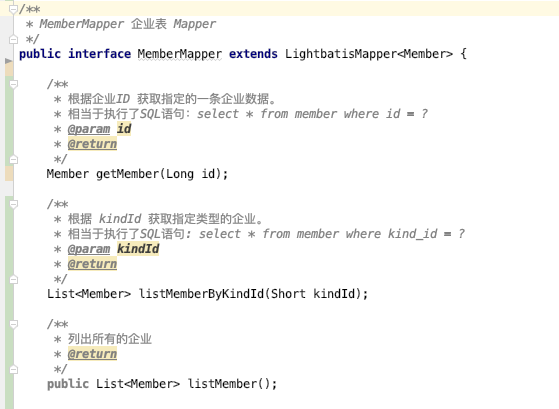 /**
 * MemberMapper 企业表 Mapper
 */
public interface MemberMapper extends LightbatisMapper<Member> {
/**
 * 根据企业ID 获取指定的一条企业数据。
 * 相当于执行了SQL语句：select * from member where id = ?
 * @param id
 * @return
 */
Member getMember(Long id);
/**
 * 根据 kindId 获取指定类型的企业。
 * 相当于执行了SQL语句: select * from member where kind_id = ?
 * @param kindId
 * @return
 */
List<Member> listMemberByKindId(Short kindId);
/**
 * 列出所有的企业
 * @return
 */
public List<Member> listMember();